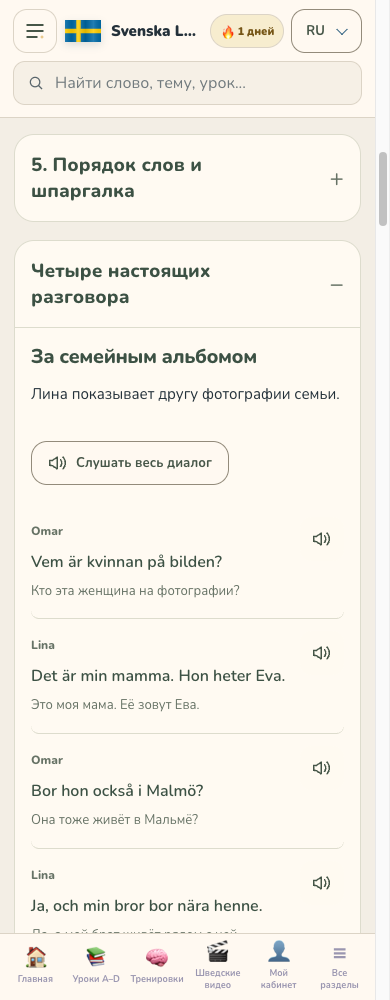 Svenska L...
1 дней
RU
Найти слово, тему, урок...
5. Порядок слов и
шпаргалка
Четыре настоящих
разговора
За семейным альбомом
Лина показывает другу фотографии семьи.
Слушать весь диалог
Omar
Vem är kvinnan på bilden?
Кто эта женщина на фотографии?
Lina
Det är min mamma. Hon heter Eva.
Это моя мама. Её зовут Ева.
Omar
Bor hon också i Malmö?
Она тоже живёт в Мальмё?
Lina
Ja, och min bror bor nära henne.
Главная
Уроки A–D
Тренировки
Шведские
видео
Мой
кабинет
Все
разделы